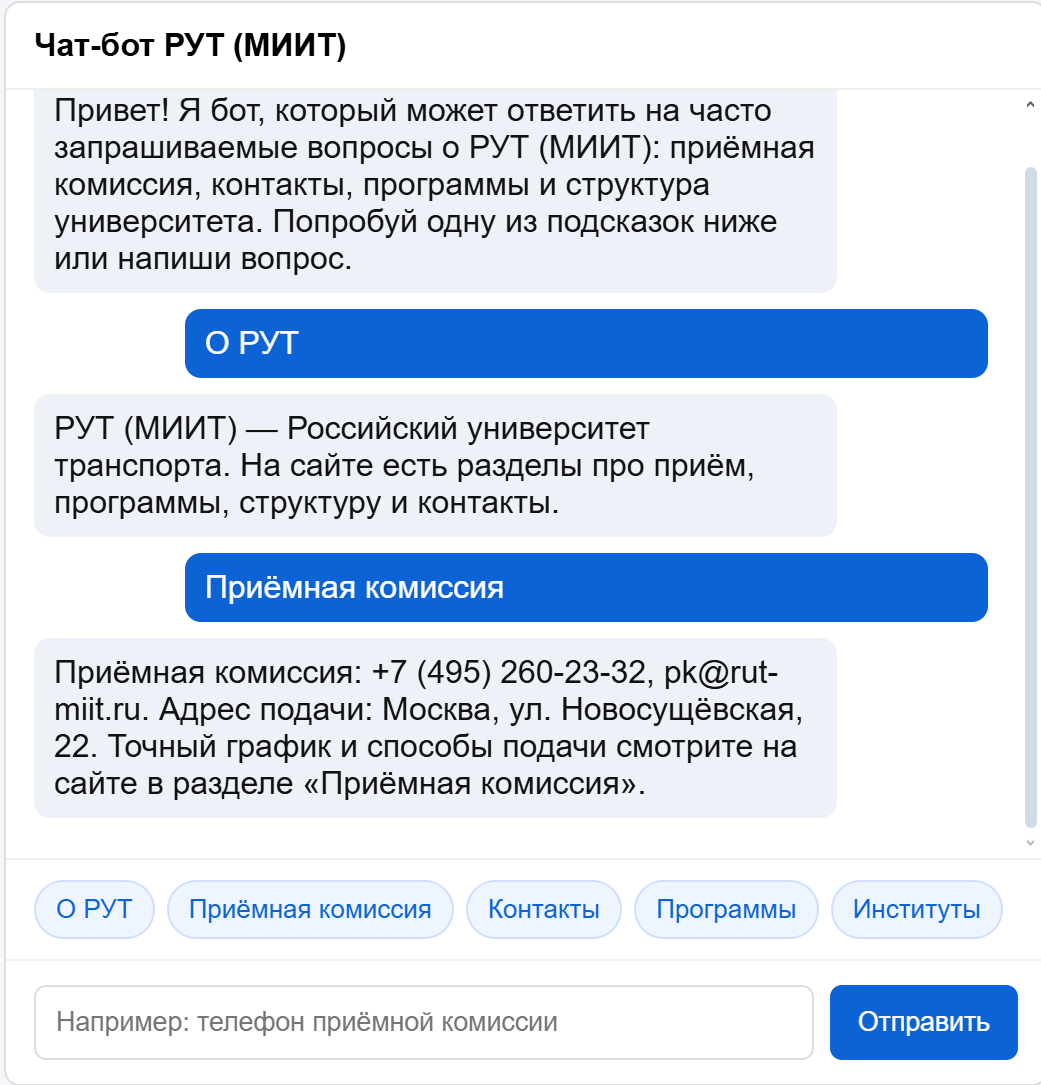 Чат-бот РУТ (МИИТ)
Привет! Я бот, который может ответить на часто
запрашиваемые вопросы о РУТ (МИИТ): приёмная
комиссия, контакты, программы и структура
университета. Попробуй одну из подсказок ниже
или напиши вопрос.
О РУТ
РУТ (МИИТ) — Российский университет
транспорта. На сайте есть разделы про приём,
программы, структуру и контакты.
Приёмная комиссия
Приёмная комиссия: +7 (495) 260-23-32, pk@rut-
miit.ru. Адрес подачи: Москва, ул. Новосущёвская,
22. Точный график и способы подачи смотрите на
сайте в разделе «Приёмная комиссия».
О РУТ
Приёмная комиссия
Контакты
Программы
Институты
Например: телефон приёмной комиссии
Отправить